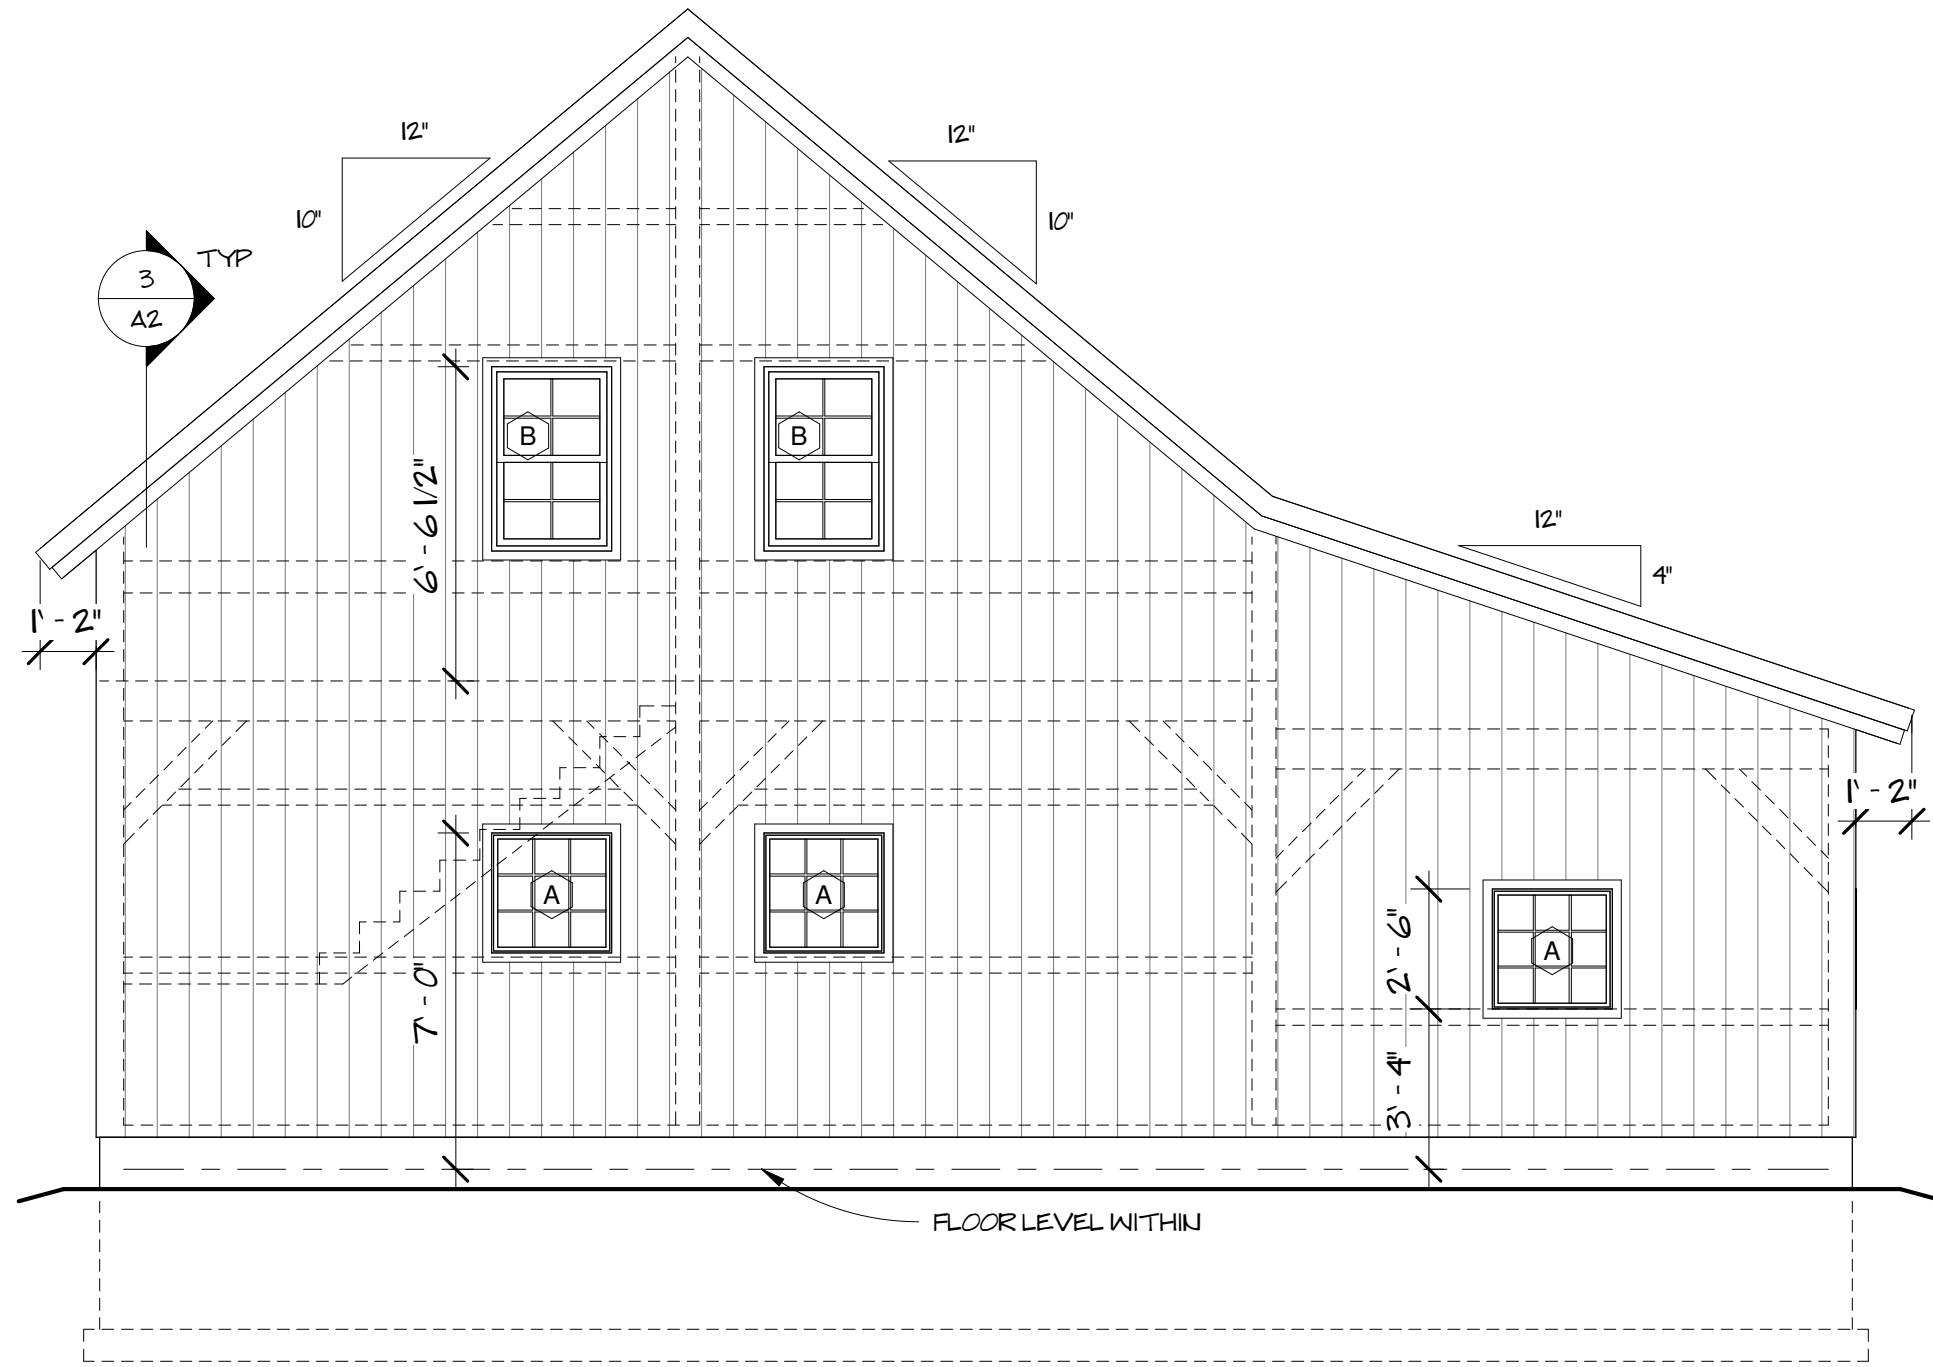 12"
12"
10"
10"
TYP
3
A2
B
B
6' - 6 1/2"
12"
4"
1' - 2"
1' - 2"
A
A
2' - 6"
A
7' - 0"
3' - 4"
FLOOR LEVEL WITHIN